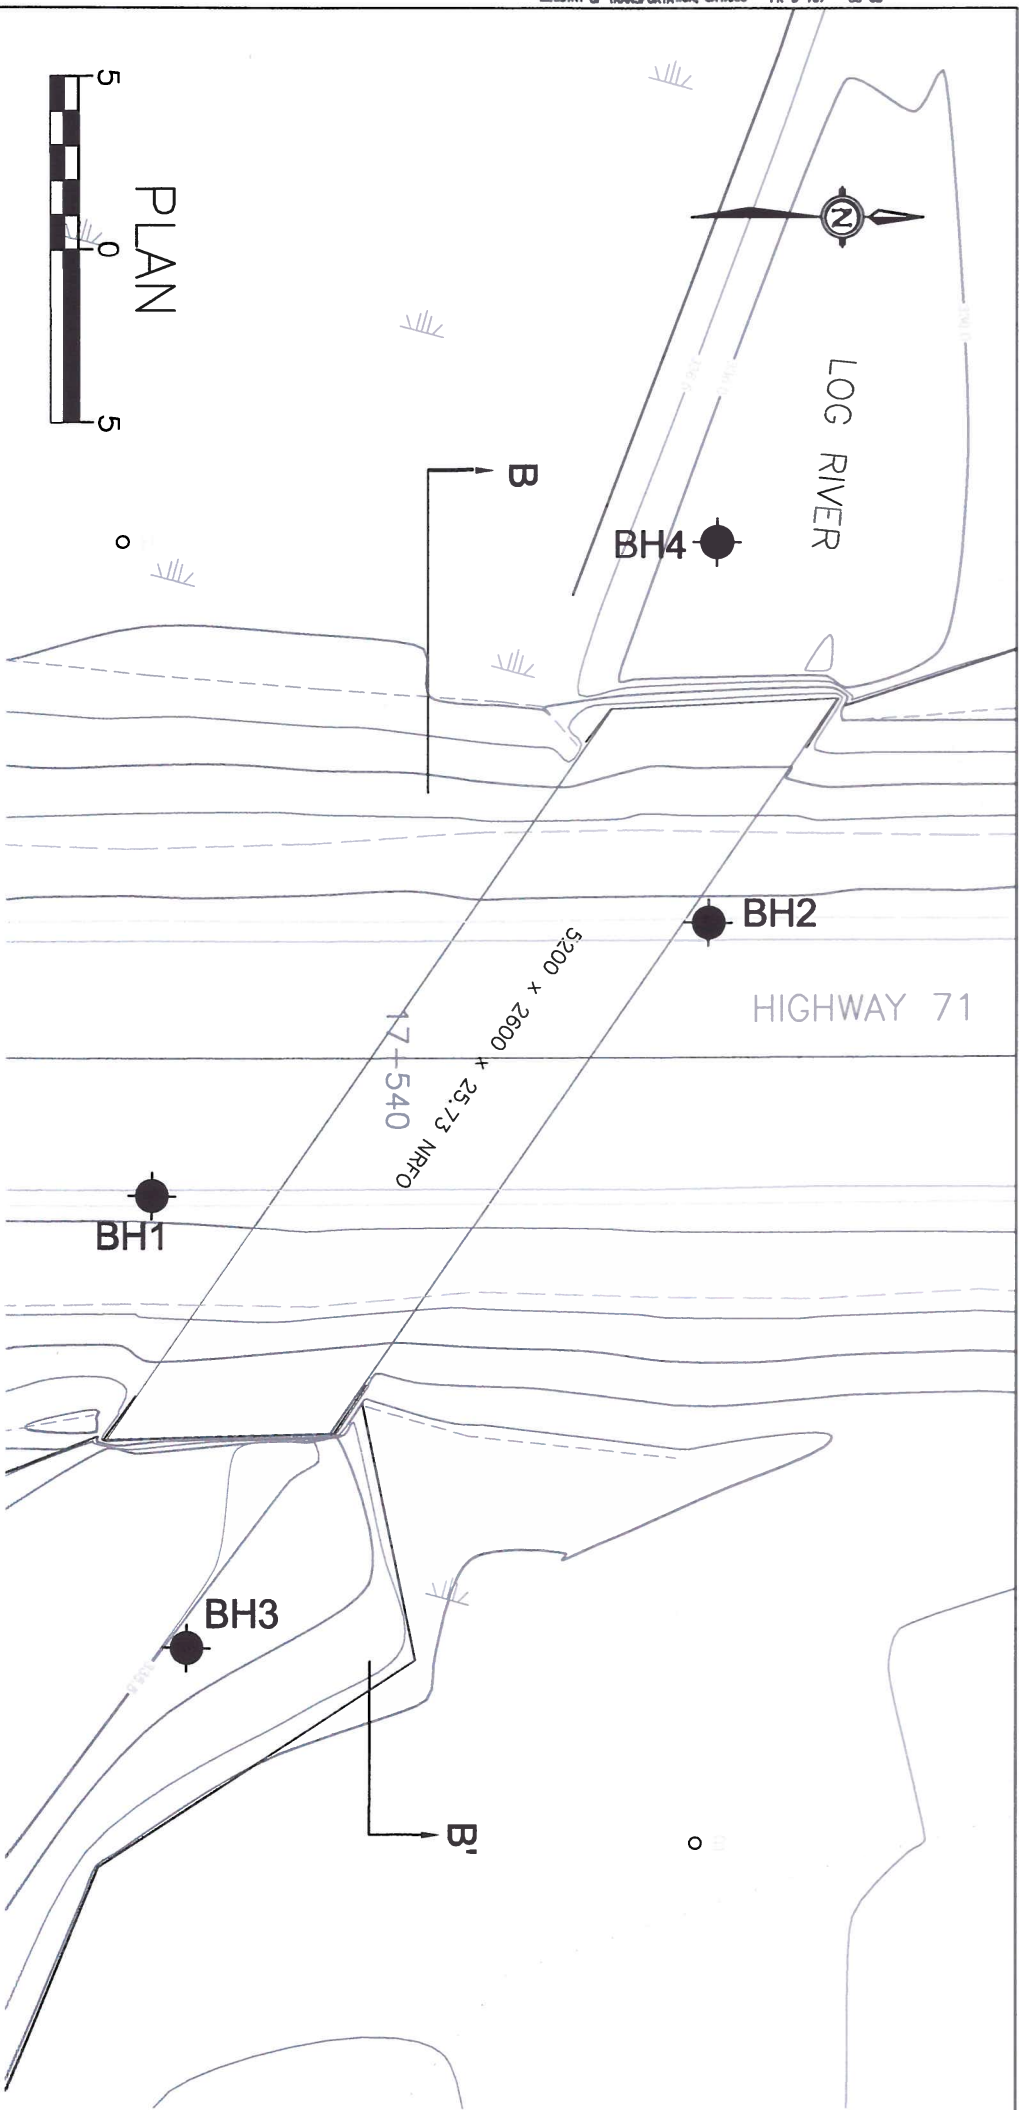 PLAN
5
0
5
N
LOG RIVER
B
BH4
BH2
HIGHWAY 71
5200 x 2600 x 25.73 NRFO
17+540
BH1
BH3
B'